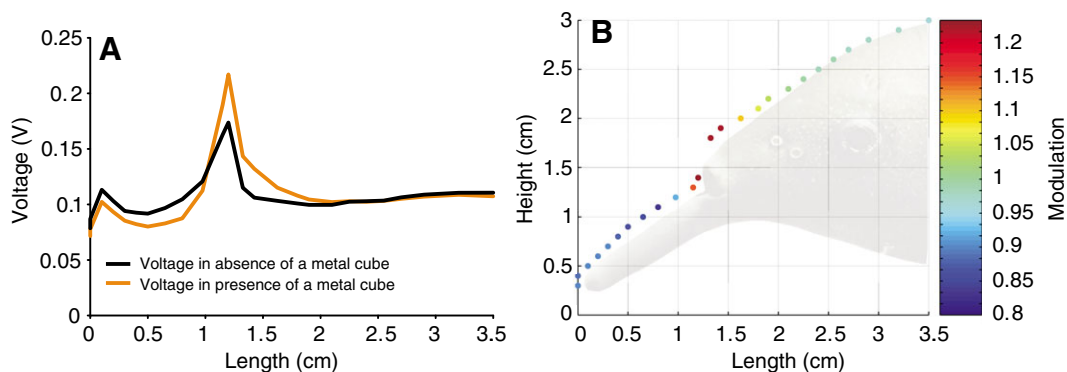 A
0.25
0.2
0.15
0.1
0.05
0
Voltage (V)
Voltage in absence of a metal cube
Voltage in presence of a metal cube
0 0.5 1 1.5 2 2.5 3 3.5
Length (cm)
B
3
2.5
2
1.5
1
0.5
0
Height (cm)
0 0.5 1 1.5 2 2.5 3 3.5
Length (cm)
1.2
1.15
1.1
1.05
1
0.95
0.9
0.85
0.8
Modulation